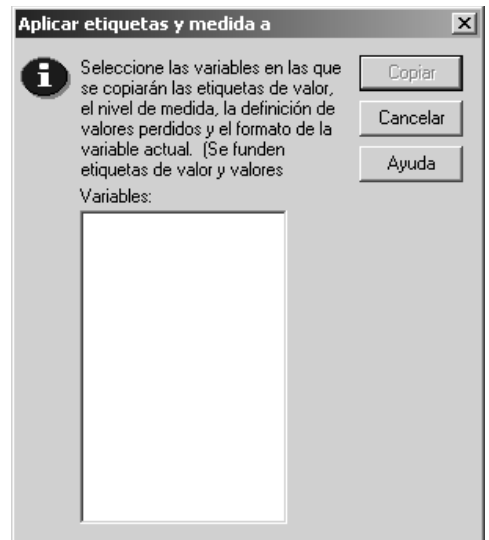 Aplicar etiquetas y medida a
Seleccione las variables en las que
se copiarán las etiquetas de valor,
el nivel de medida, la definición de
valores perdidos y el formato de la
variable actual. (Se funden
etiquetas de valor y valores
Variables:
Copiar
Cancelar
Ayuda